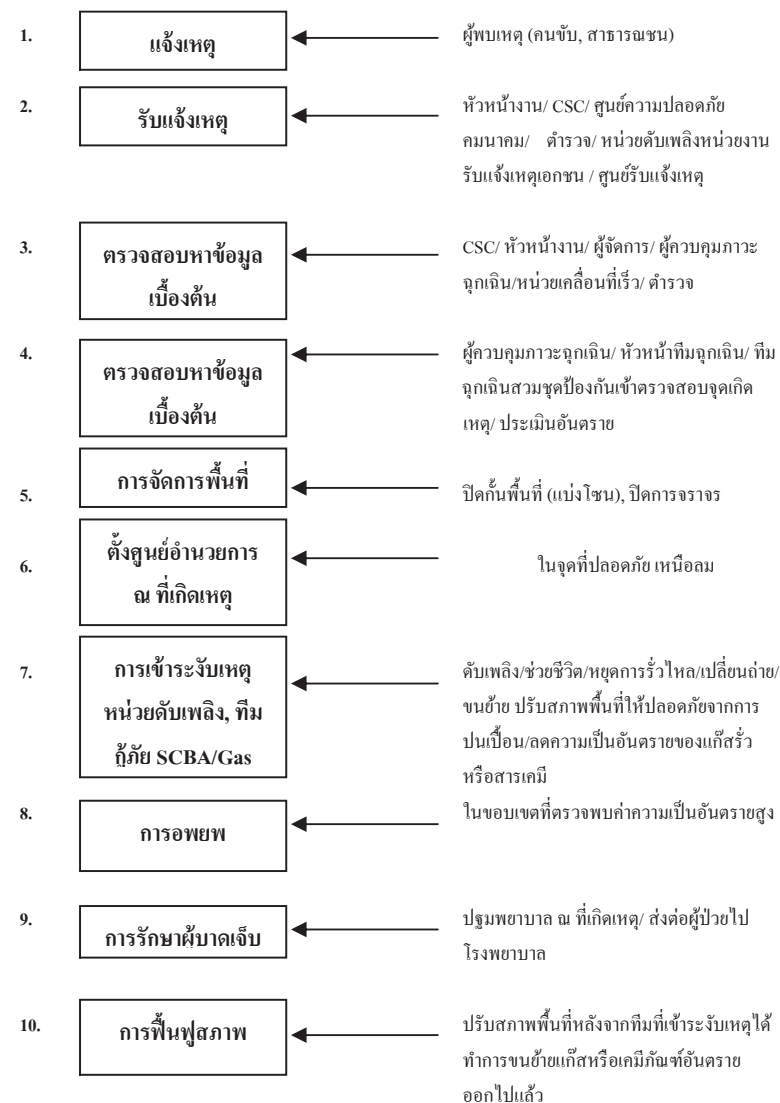 1.
แจ้งเหตุ
ผู้พบเหตุ (คนขับ, สาธารณชน)
2.
รับแจ้งเหตุ
หัวหน้างาน/ CSC/ ศูนย์ความปลอดภัย
คมนาคม/ ตำรวจ/ หน่วยดับเพลิงหน่วยงาน
รับแจ้งเหตุเอกชน / ศูนย์รับแจ้งเหตุ
3.
ตรวจสอบหาข้อมูล
เบื้องต้น
CSC/ หัวหน้างาน/ ผู้จัดการ/ ผู้ควบคุมภาวะ
ฉุกเฉิน/หน่วยเคลื่อนที่เร็ว/ ตำรวจ
4.
ตรวจสอบหาข้อมูล
เบื้องต้น
ผู้ควบคุมภาวะฉุกเฉิน/ หัวหน้าทีมฉุกเฉิน/ ทีม
ฉุกเฉินสวมชุดป้องกันเข้าตรวจสอบจุดเกิด
เหตุ/ ประเมินอันตราย
5.
การจัดการพื้นที่
ปิดกั้นพื้นที่ (แบ่งโซน), ปิดการจราจร
6.
ตั้งศูนย์อำนวยการ
ณ ที่เกิดเหตุ
ในจุดที่ปลอดภัย เหนือลม
7.
การเข้าระงับเหตุ
หน่วยดับเพลิง, ทีม
กู้ภัย SCBA/Gas
ดับเพลิง/ช่วยชีวิต/หยุดการรั่วไหล/เปลี่ยนถ่าย/
ขนย้าย ปรับสภาพพื้นที่ให้ปลอดภัยจากการ
ปนเปื้อน/ลดความเป็นอันตรายของแก๊สรั่ว
หรือสารเคมี
8.
การอพยพ
ในขอบเขตที่ตรวจพบค่าความเป็นอันตรายสูง
9.
การรักษาผู้บาดเจ็บ
ปฐมพยาบาล ณ ที่เกิดเหตุ/ ส่งต่อผู้ป่วยไป
โรงพยาบาล
10.
การฟื้นฟูสภาพ
ปรับสภาพพื้นที่หลังจากทีมที่เข้าระงับเหตุได้
ทำการขนย้ายแก๊สหรือเคมีภัณฑ์อันตราย
ออกไปแล้ว